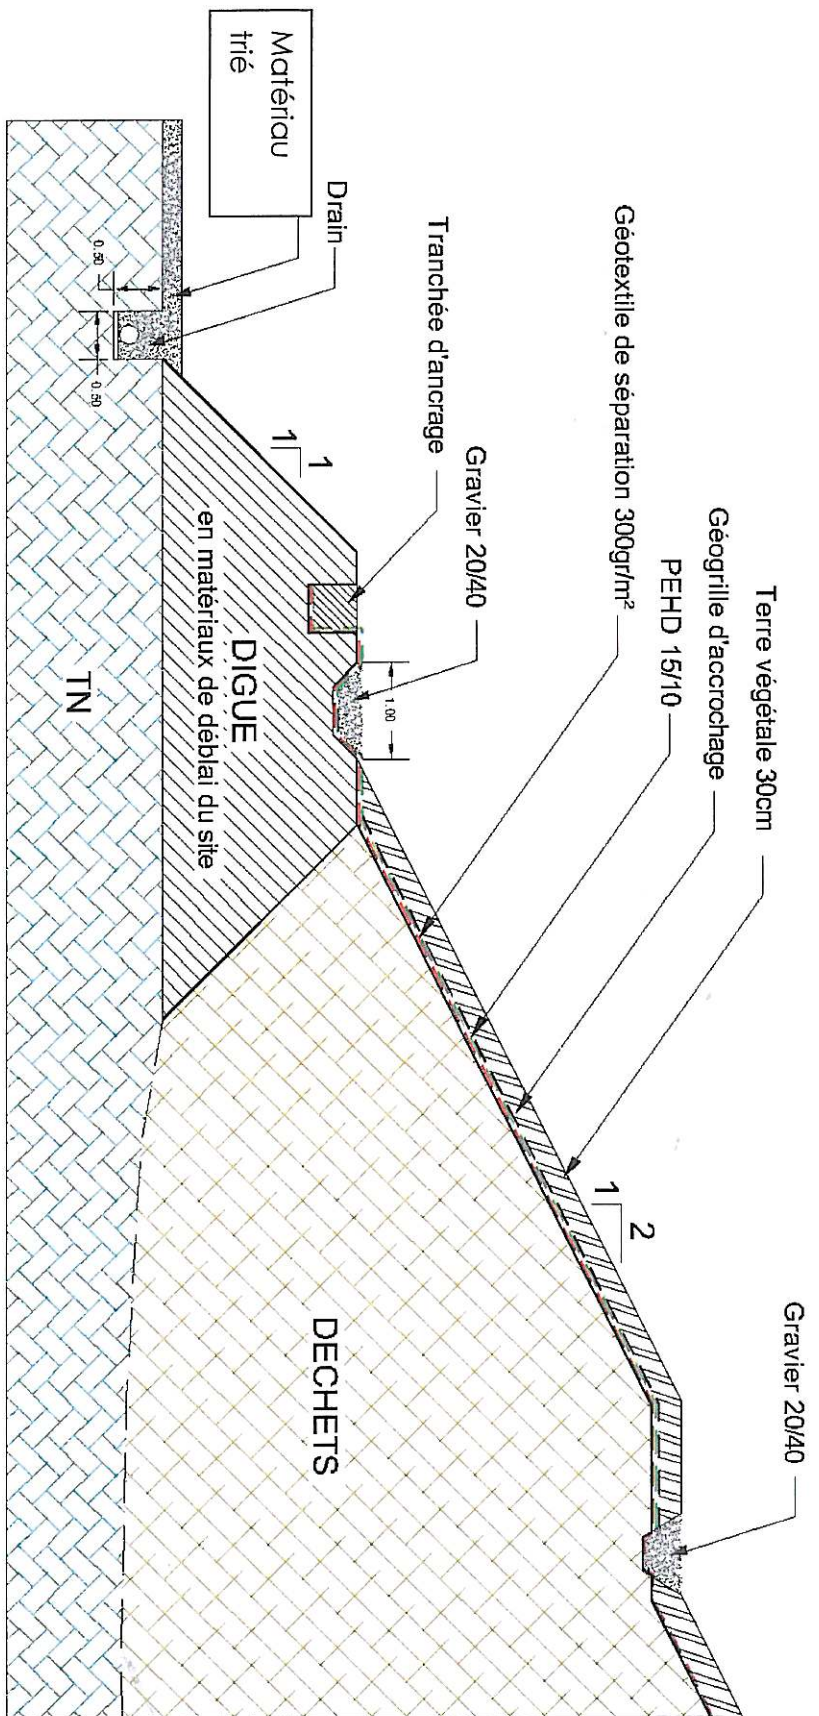 Terre végétale 30cm
Géogrille d'accrochage
PEHD 15/10
Géotextile de séparation 300gr/m²
Gravier 20/40
Gravier 20/40
Tranchée d'ancrage
Drain
Matériau
trié
1.00
2
1
1
1
0.50
0.50
DIGUE
en matériaux de déblai du site
DECHETS
TN